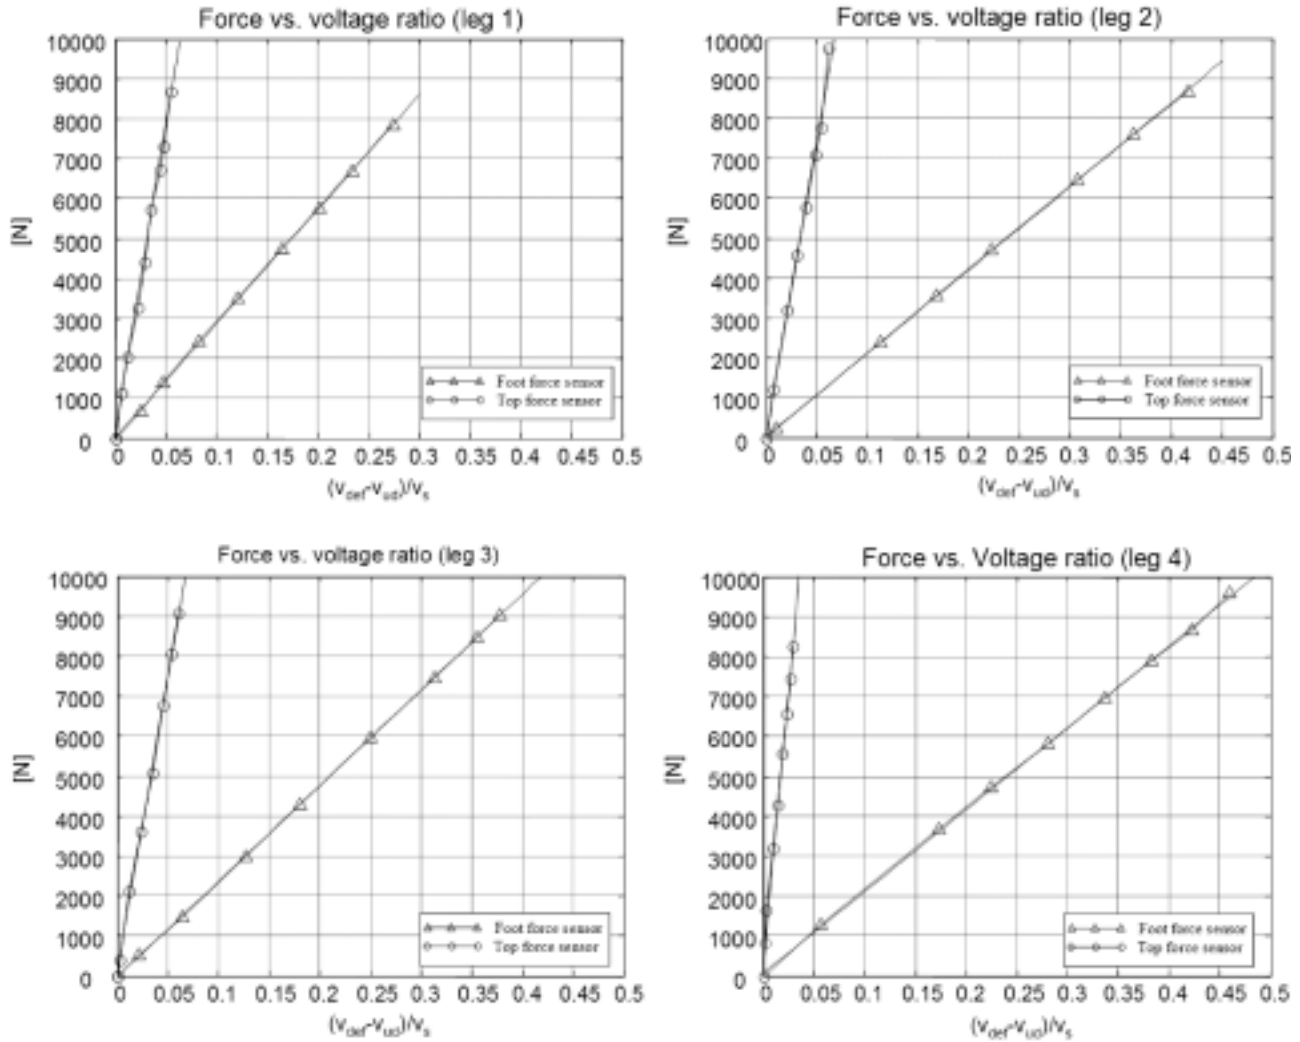 Force vs. voltage ratio (leg 1)
10000
9000
8000
7000
6000
5000
4000
3000
2000
1000
0
[N]
Foot force sensor
Top force sensor
0 0.05 0.1 0.15 0.2 0.25 0.3 0.35 0.4 0.45 0.5
(v_def-v_ud)/v_s
Force vs. voltage ratio (leg 2)
10000
9000
8000
7000
6000
5000
4000
3000
2000
1000
0
[N]
Foot force sensor
Top force sensor
0 0.05 0.1 0.15 0.2 0.25 0.3 0.35 0.4 0.45 0.5
(v_def-v_ud)/v_s
Force vs. voltage ratio (leg 3)
10000
9000
8000
7000
6000
5000
4000
3000
2000
1000
0
[N]
Foot force sensor
Top force sensor
0 0.05 0.1 0.15 0.2 0.25 0.3 0.35 0.4 0.45 0.5
(v_def-v_ud)/v_s
Force vs. Voltage ratio (leg 4)
10000
9000
8000
7000
6000
5000
4000
3000
2000
1000
0
[N]
Foot force sensor
Top force sensor
0 0.05 0.1 0.15 0.2 0.25 0.3 0.35 0.4 0.45 0.5
(v_def-v_ud)/v_s